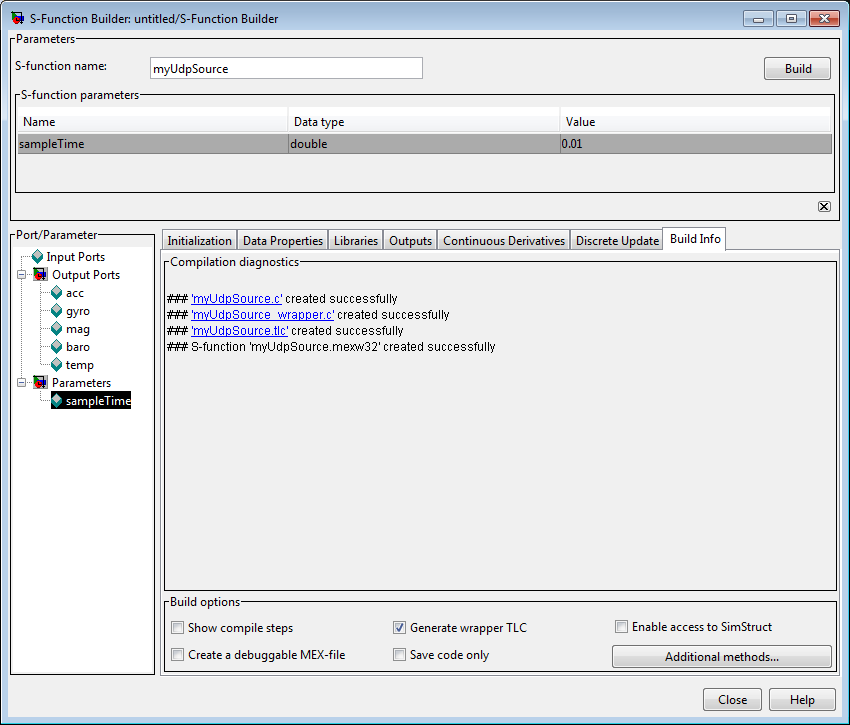 S-Function Builder: untitled/S-Function Builder
Parameters
S-function name: myUdpSource Build
S-function parameters
Name Data type Value
sampleTime double 0.01
Port/Parameter
Input Ports
Output Ports
acc
gyro
mag
baro
temp
Parameters
sampleTime
Initialization Data Properties Libraries Outputs Continuous Derivatives Discrete Update Build Info
Compilation diagnostics
### 'myUdpSource.c' created successfully
### 'myUdpSource_wrapper.c' created successfully
### 'myUdpSource.tlc' created successfully
### S-function 'myUdpSource.mexw32' created successfully
Build options
Show compile steps Generate wrapper TLC Enable access to SimStruct
Create a debuggable MEX-file Save code only Additional methods...
Close Help